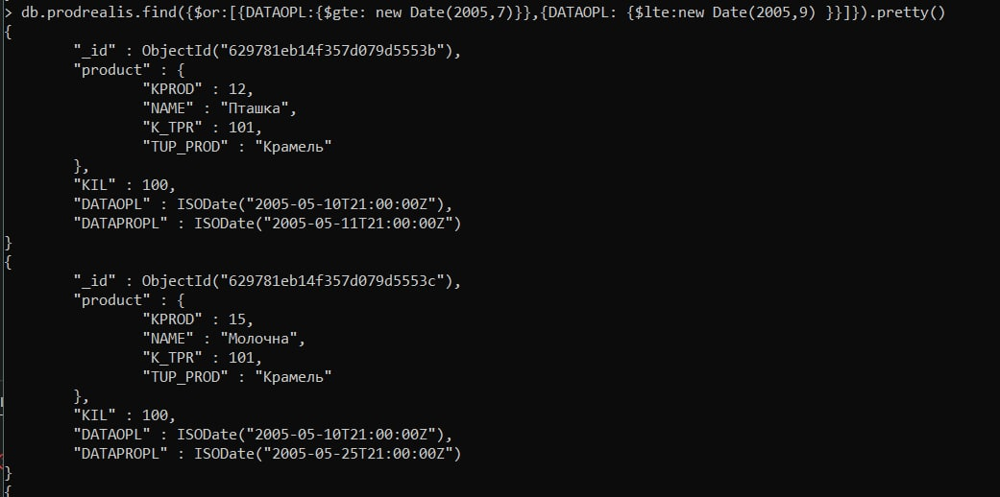 > db.prodrealis.find({$or:[{DATAOPL:{$gte: new Date(2005,7)}},{DATAOPL: {$lte:new Date(2005,9) }}]}).pretty()
{
"_id" : ObjectId("629781eb14f357d079d5553b"),
"product" : {
"KPROD" : 12,
"NAME" : "Пташка",
"K_TPR" : 101,
"TUP_PROD" : "Крамель"
},
"KIL" : 100,
"DATAOPL" : ISODate("2005-05-10T21:00:00Z"),
"DATAPROPL" : ISODate("2005-05-11T21:00:00Z")
}
{
"_id" : ObjectId("629781eb14f357d079d5553c"),
"product" : {
"KPROD" : 15,
"NAME" : "Молочна",
"K_TPR" : 101,
"TUP_PROD" : "Крамель"
},
"KIL" : 100,
"DATAOPL" : ISODate("2005-05-10T21:00:00Z"),
"DATAPROPL" : ISODate("2005-05-25T21:00:00Z")
}
{